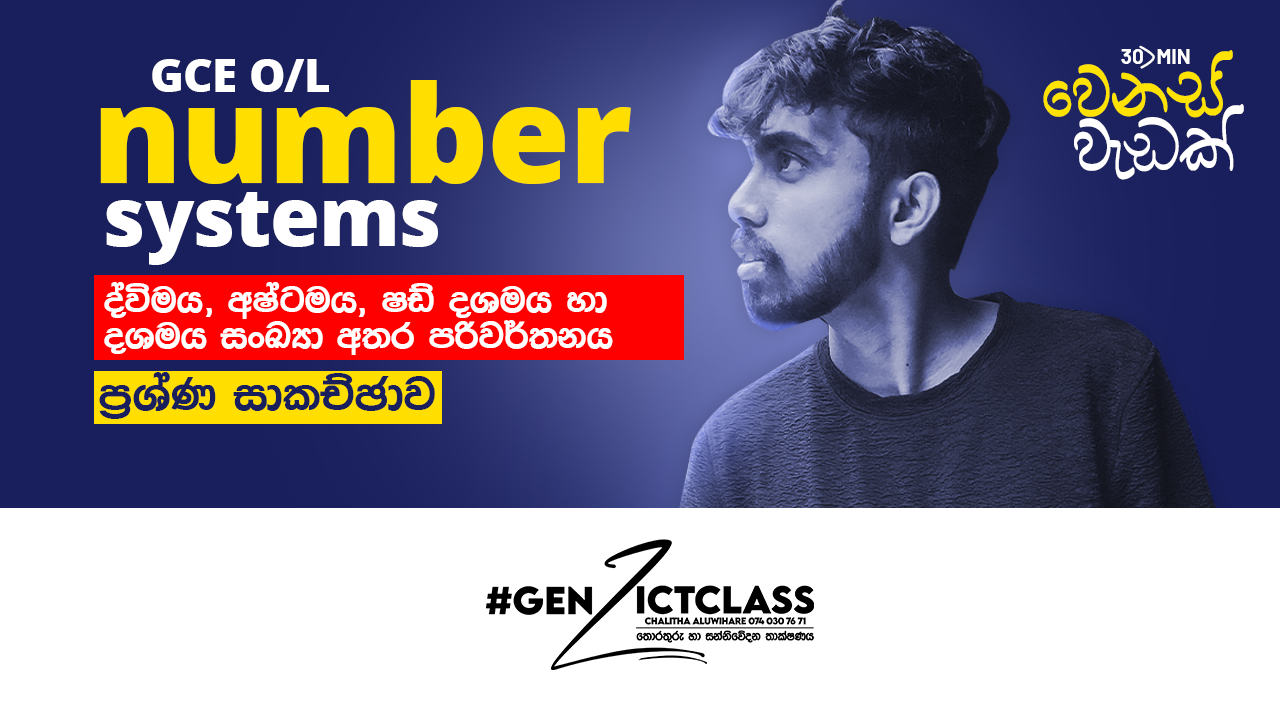 GCE O/L
number
systems
ද්විමය, අෂ්ටමය, ෂඩ් දශමය හා
දශමය සංඛ්‍යා අතර පරිවර්තනය
ප්‍රශ්ණ සාකච්ඡාව
30 MIN
වෙනස්
වැඩක්
#GENZICTCLASS
CHALITHA ALUWIHARE 074 030 76 71
තොරතුරු හා සන්නිවේදන තාක්ෂණය